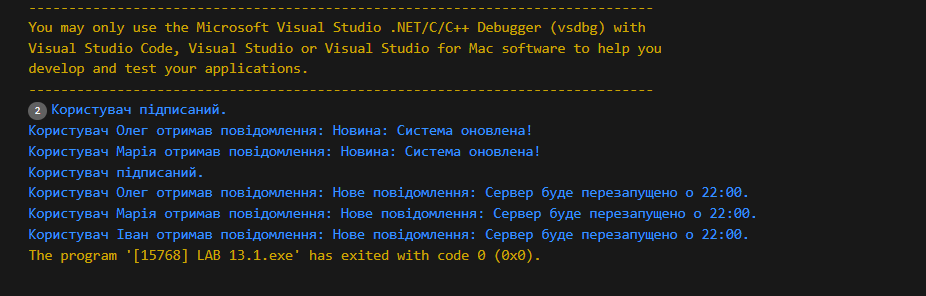 -------------------------------------------------------------------------------
You may only use the Microsoft Visual Studio .NET/C/C++ Debugger (vsdbg) with
Visual Studio Code, Visual Studio or Visual Studio for Mac software to help you
develop and test your applications.
-------------------------------------------------------------------------------
2 Користувач підписаний.
Користувач Олег отримав повідомлення: Новина: Система оновлена!
Користувач Марія отримав повідомлення: Новина: Система оновлена!
Користувач підписаний.
Користувач Олег отримав повідомлення: Нове повідомлення: Сервер буде перезапущено о 22:00.
Користувач Марія отримав повідомлення: Нове повідомлення: Сервер буде перезапущено о 22:00.
Користувач Іван отримав повідомлення: Нове повідомлення: Сервер буде перезапущено о 22:00.
The program '[15768] LAB 13.1.exe' has exited with code 0 (0x0).